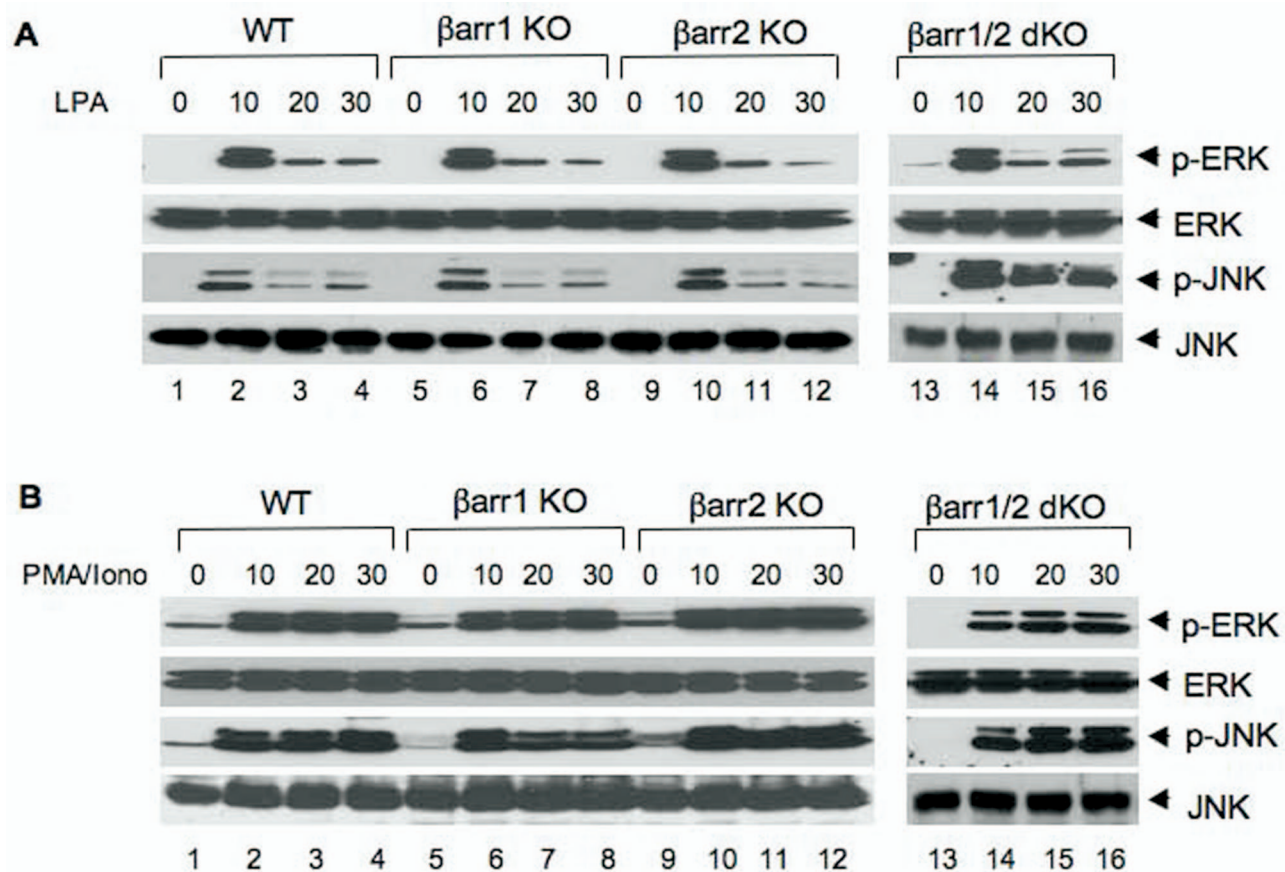 A
WT βarr1 KO βarr2 KO βarr1/2 dKO
LPA 0 10 20 30 0 10 20 30 0 10 20 30 0 10 20 30
p-ERK
ERK
p-JNK
JNK
1 2 3 4 5 6 7 8 9 10 11 12 13 14 15 16
B
WT βarr1 KO βarr2 KO βarr1/2 dKO
PMA/Iono 0 10 20 30 0 10 20 30 0 10 20 30 0 10 20 30
p-ERK
ERK
p-JNK
JNK
1 2 3 4 5 6 7 8 9 10 11 12 13 14 15 16